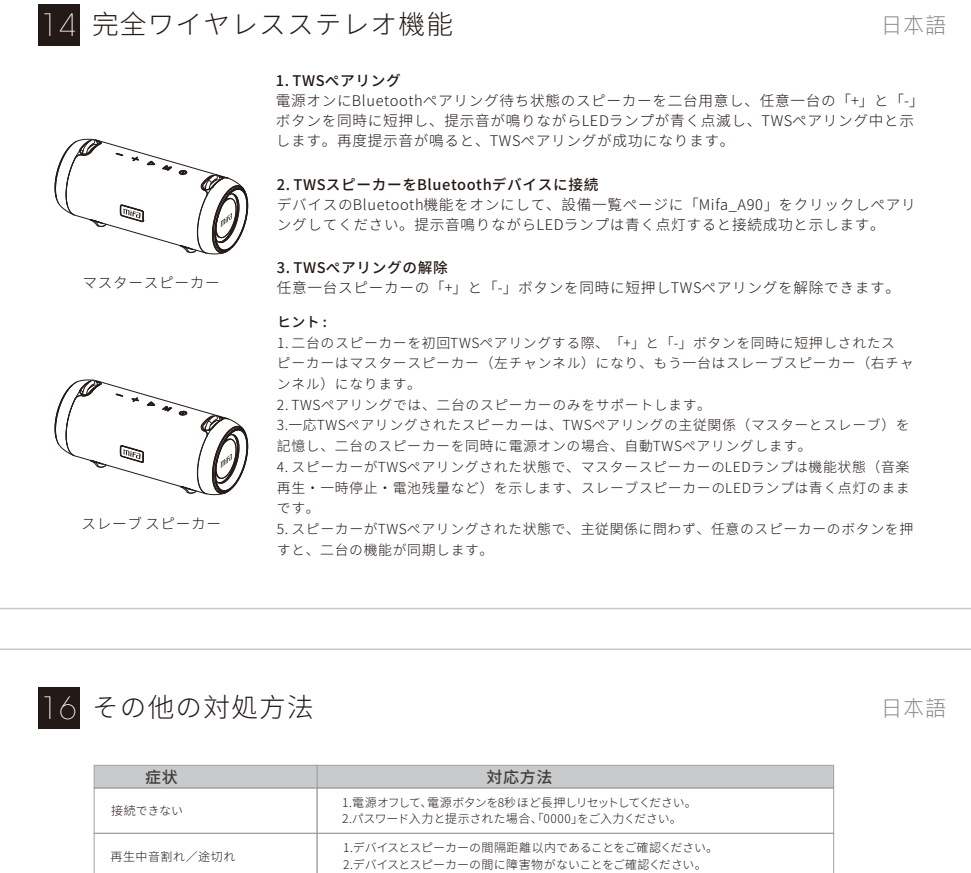 14 完全ワイヤレスステレオ機能
日本語
1. TWSペアリング
電源オンにBluetoothペアリング待ち状態のスピーカーを二台用意し、任意一台の「+」と「-」
ボタンを同時に短押し、提示音が鳴りながらLEDランプが青く点滅し、TWSペアリング中と示
します。再度提示音が鳴ると、TWSペアリングが成功になります。
2. TWSスピーカーをBluetoothデバイスに接続
デバイスのBluetooth機能をオンにして、設備一覧ページに「Mifa_A90」をクリックしペアリ
ングしてください。提示音鳴りながらLEDランプは青く点灯すると接続成功と示します。
3. TWSペアリングの解除
任意一台スピーカーの「+」と「-」ボタンを同時に短押しTWSペアリングを解除できます。
mifa
mifa
マスタースピーカー
ヒント:
1. 二台のスピーカーを初回TWSペアリングする際、「+」と「-」ボタンを同時に短押しされたス
ピーカーはマスタースピーカー（左チャンネル）になり、もう一台はスレーブスピーカー（右チャ
ンネル）になります。
2. TWSペアリングでは、二台のスピーカーのみをサポートします。
3.一応TWSペアリングされたスピーカーは、TWSペアリングの主従関係（マスターとスレーブ）を
記憶し、二台のスピーカーを同時に電源オンの場合、自動TWSペアリングします。
4. スピーカーがTWSペアリングされた状態で、マスタースピーカーのLEDランプは機能状態（音楽
再生・一時停止・電池残量など）を示します、スレーブスピーカーのLEDランプは青く点灯のまま
です。
5. スピーカーがTWSペアリングされた状態で、主従関係に問わず、任意のスピーカーのボタンを押
すと、二台の機能が同期します。
mifa
mifa
スレーブ スピーカー
16 その他の対処方法
日本語
症状
対応方法
接続できない
1.電源オフして、電源ボタンを8秒ほど長押しリセットしてください。
2.パスワード入力と提示された場合、「0000」をご入力ください。
再生中音割れ／途切れ
1.デバイスとスピーカーの間隔距離以内であることをご確認ください。
2.デバイスとスピーカーの間に障害物がないことをご確認ください。